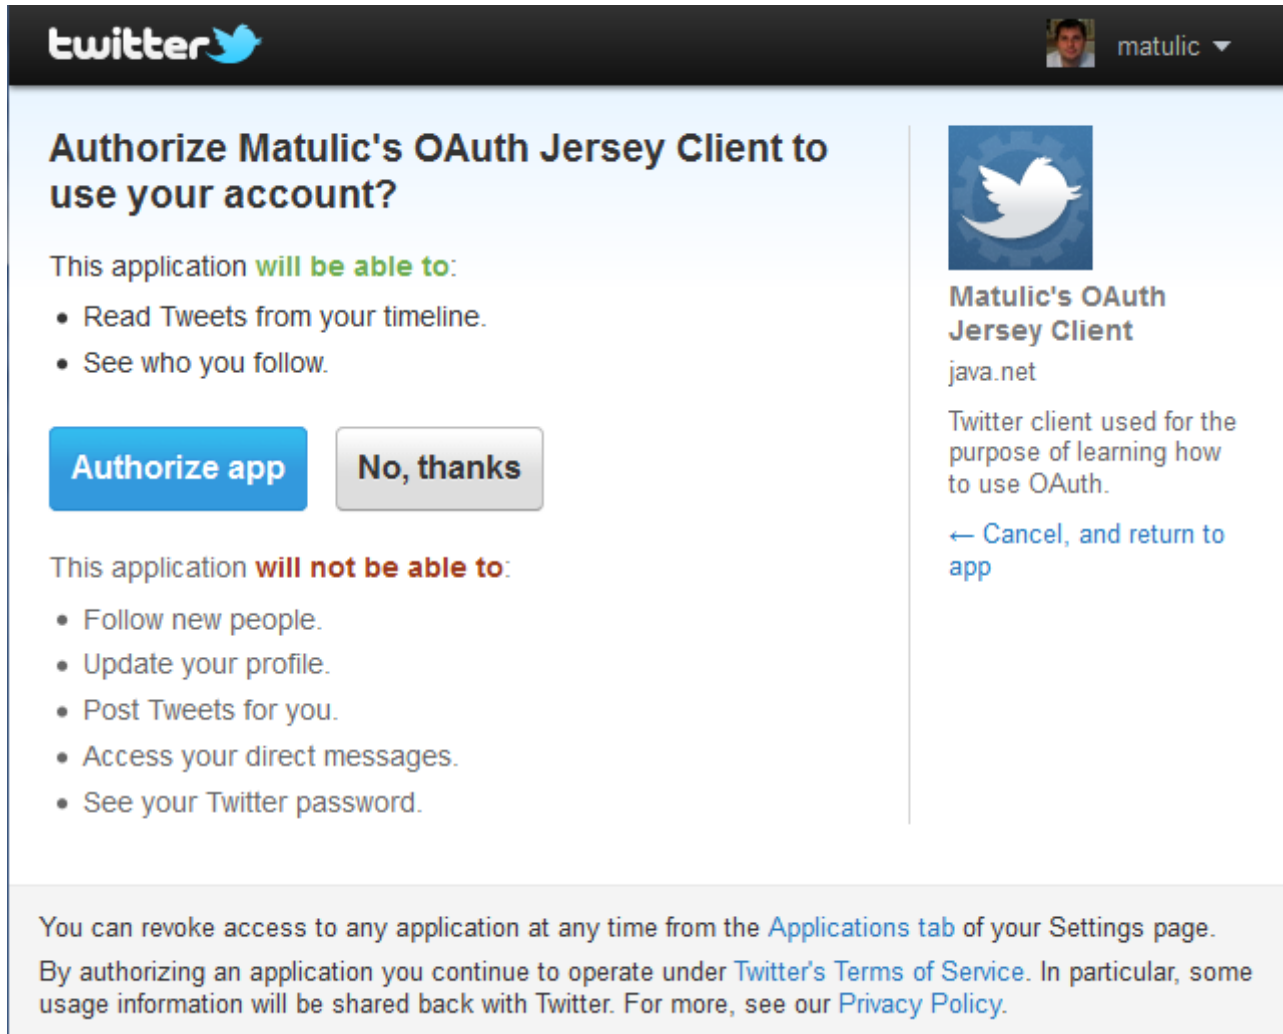 twitter
matulic
Authorize Matulic's OAuth Jersey Client to
use your account?
This application will be able to:
Read Tweets from your timeline.
See who you follow.
Authorize app
No, thanks
This application will not be able to:
Follow new people.
Update your profile.
Post Tweets for you.
Access your direct messages.
See your Twitter password.
Matulic's OAuth
Jersey Client
java.net
Twitter client used for the
purpose of learning how
to use OAuth.
← Cancel, and return to
app
You can revoke access to any application at any time from the Applications tab of your Settings page.
By authorizing an application you continue to operate under Twitter's Terms of Service. In particular, some
usage information will be shared back with Twitter. For more, see our Privacy Policy.